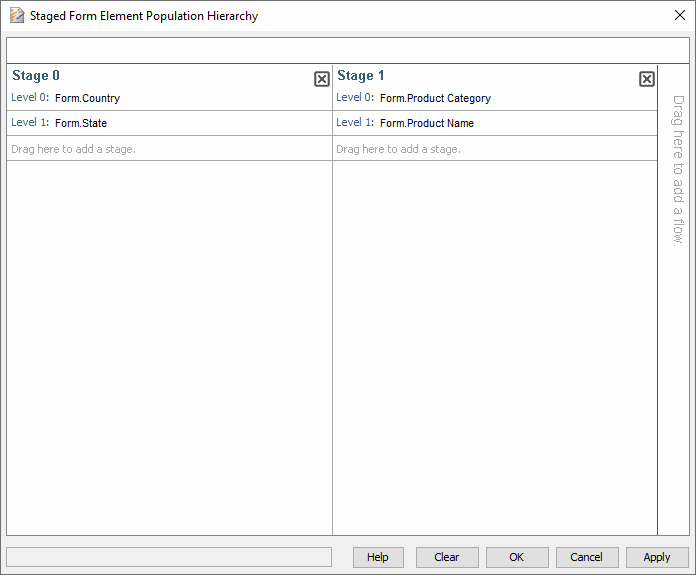 Staged Form Element Population Hierarchy
Stage 0
Level 0: Form.Country
Level 1: Form.State
Drag here to add a stage.
Stage 1
Level 0: Form.Product Category
Level 1: Form.Product Name
Drag here to add a stage.
Drag here to add a flow.
Help
Clear
OK
Cancel
Apply